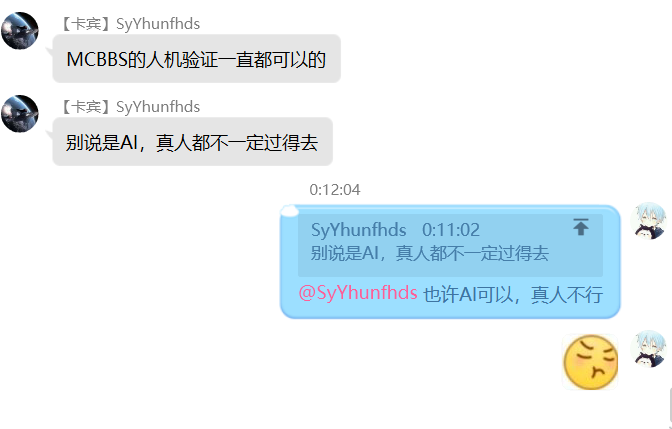 【卡宾】SyYhunfhds
MCBBS的人机验证一直都可以的
【卡宾】SyYhunfhds
别说是AI，真人都不一定过得去
0:12:04
SyYhunfhds 0:11:02
别说是AI，真人都不一定过得去
@SyYhunfhds 也许AI可以，真人不行